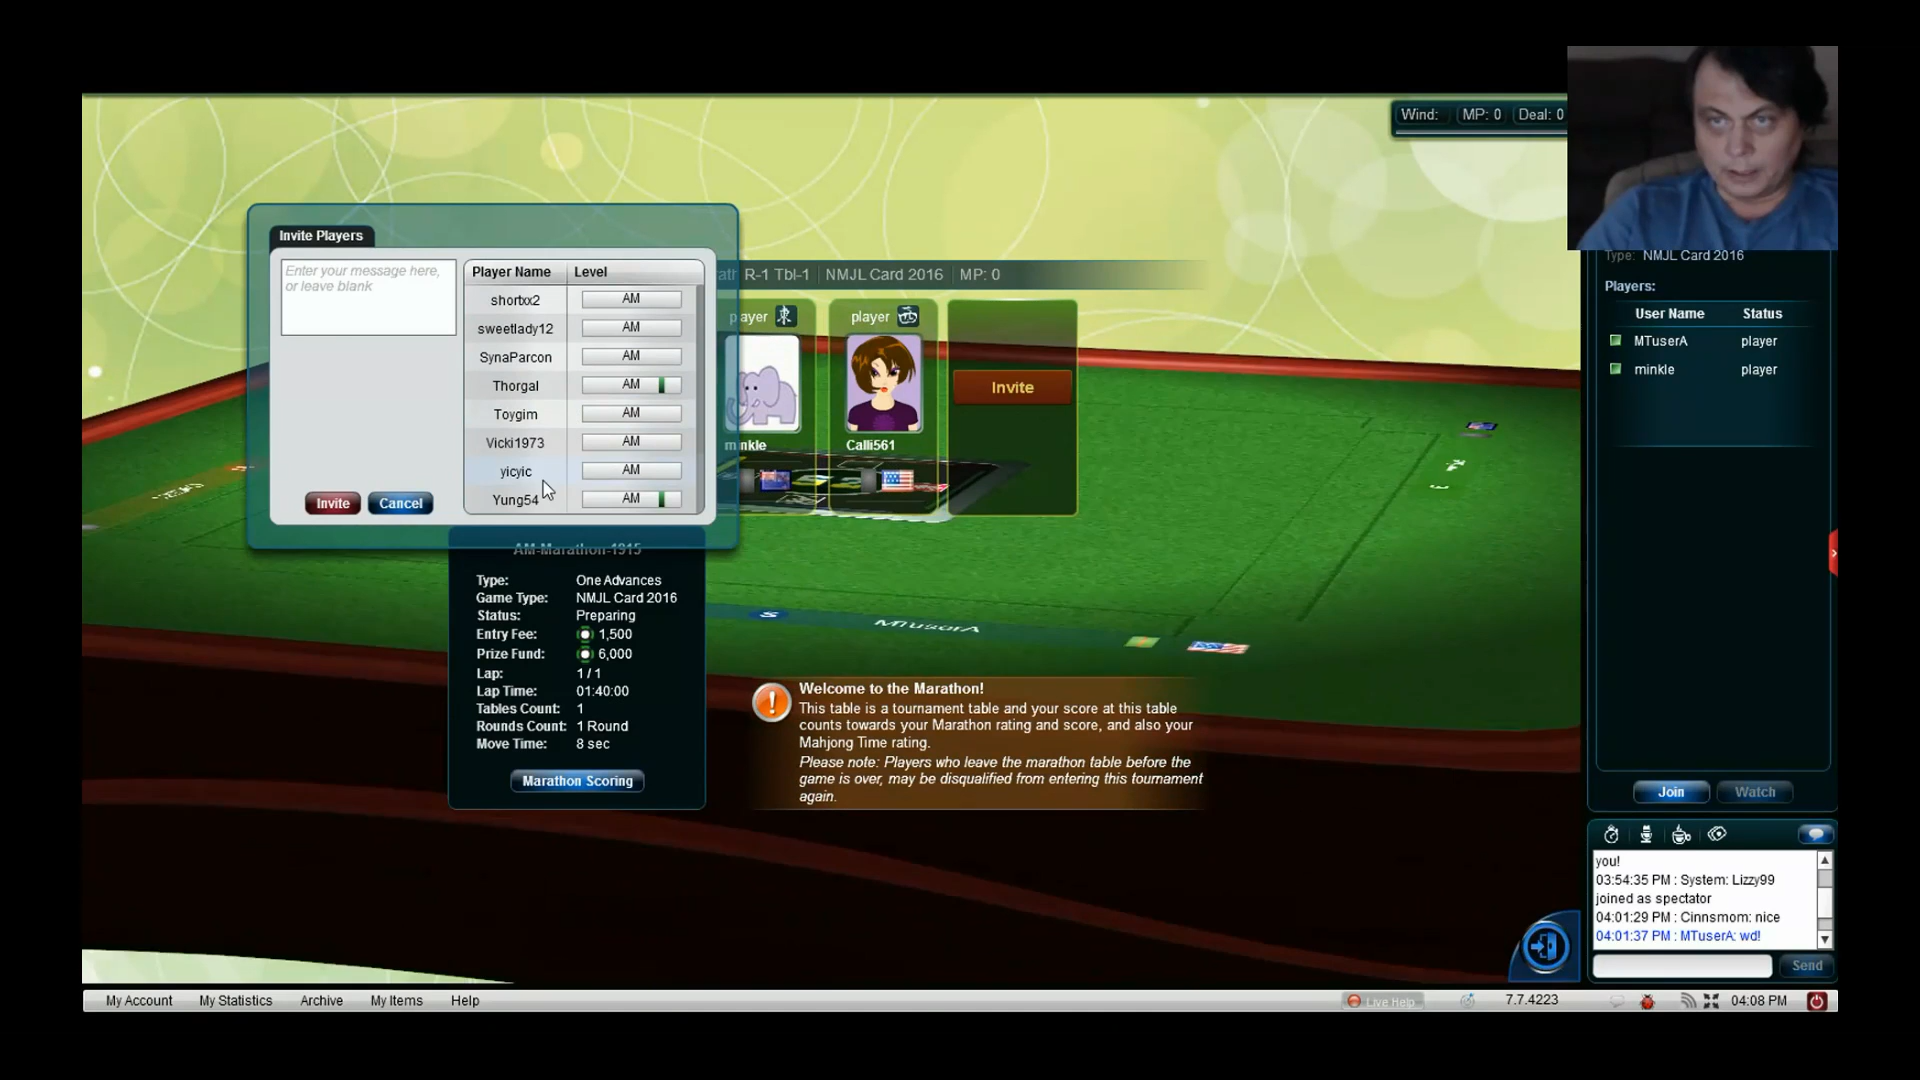 Wind: MP: 0 Deal: 0
Invite Players
Enter your message here,
or leave blank
Player Name Level
shortxx2 AM
sweetlady12 AM
SynaParcon AM
Thorgal AM
Toygim AM
Vicki1973 AM
yicyic AM
Yung54 AM
Invite Cancel
R-1 Tbl-1 NMJL Card 2016 MP: 0
player
minkle
player
Calli561
Invite
MTuserA
S
AM-Marathon-1915
Type: One Advances
Game Type: NMJL Card 2016
Status: Preparing
Entry Fee: 1,500
Prize Fund: 6,000
Lap: 1 / 1
Lap Time: 01:40:00
Tables Count: 1
Rounds Count: 1 Round
Move Time: 8 sec
Marathon Scoring
Welcome to the Marathon!
This table is a tournament table and your score at this table
counts towards your Marathon rating and score, and also your
Mahjong Time rating.
Please note: Players who leave the marathon table before the
game is over, may be disqualified from entering this tournament
again.
Type: NMJL Card 2016
Players:
User Name Status
MTuserA player
minkle player
Join Watch
you!
03:54:35 PM : System: Lizzy99
joined as spectator
04:01:29 PM : Cinnsmom: nice
04:01:37 PM : MTuserA: wd!
Send
My Account My Statistics Archive My Items Help
Live Help 7.7.4223 04:08 PM